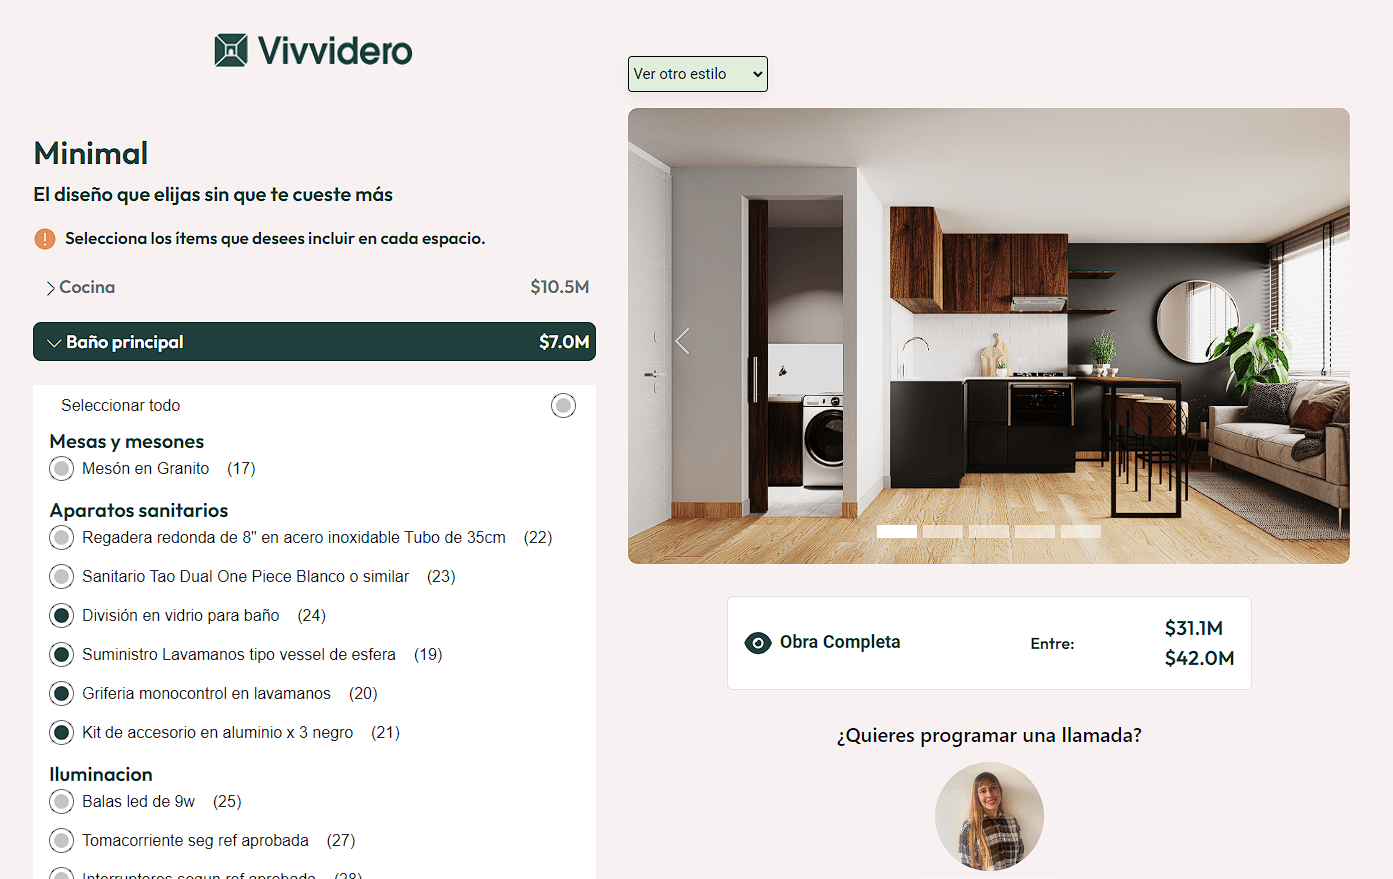 Vivvidero
Ver otro estilo
Minimal
El diseño que elijas sin que te cueste más
Selecciona los ítems que desees incluir en cada espacio.
Cocina $10.5M
Baño principal $7.0M
Seleccionar todo
Mesas y mesones
Mesón en Granito (17)
Aparatos sanitarios
Regadera redonda de 8" en acero inoxidable Tubo de 35cm (22)
Sanitario Tao Dual One Piece Blanco o similar (23)
División en vidrio para baño (24)
Suministro Lavamanos tipo vessel de esfera (19)
Griferia monocontrol en lavamanos (20)
Kit de accesorio en aluminio x 3 negro (21)
Iluminacion
Balas led de 9w (25)
Tomacorriente seg ref aprobada (27)
Interruptores segun ref aprobada (28)
Obra Completa
Entre:
$31.1M
$42.0M
¿Quieres programar una llamada?